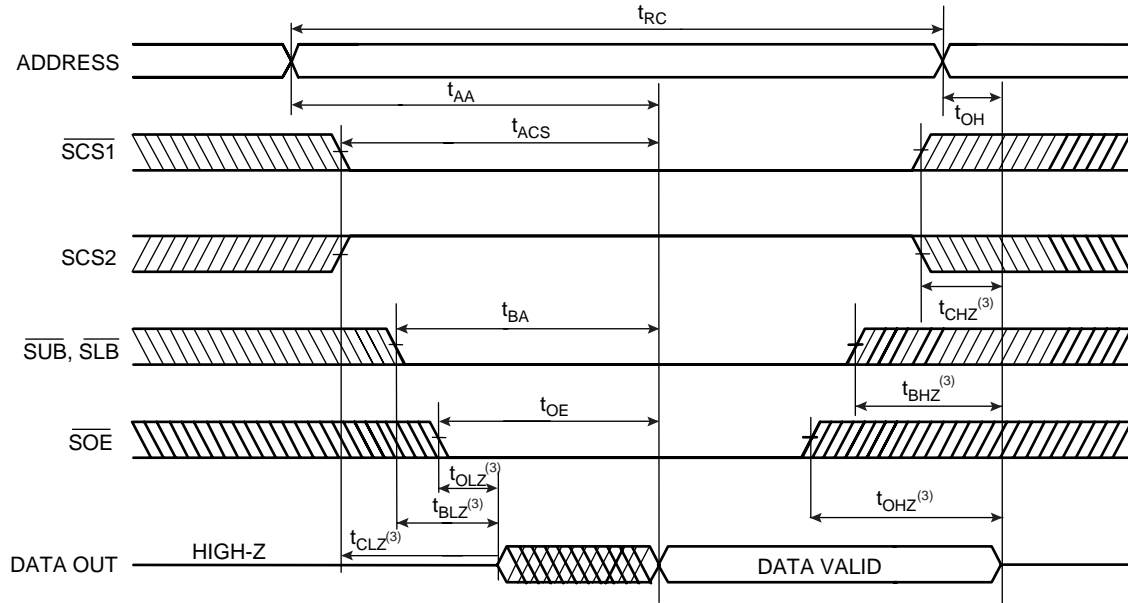 tRC
ADDRESS
tAA
tOH
tACS
SCS1
SCS2
tCHZ(3)
tBA
SUB, SLB
tBHZ(3)
tOE
SOE
tOLZ(3)
tOHZ(3)
tBLZ(3)
tCLZ(3)
HIGH-Z
DATA OUT
DATA VALID